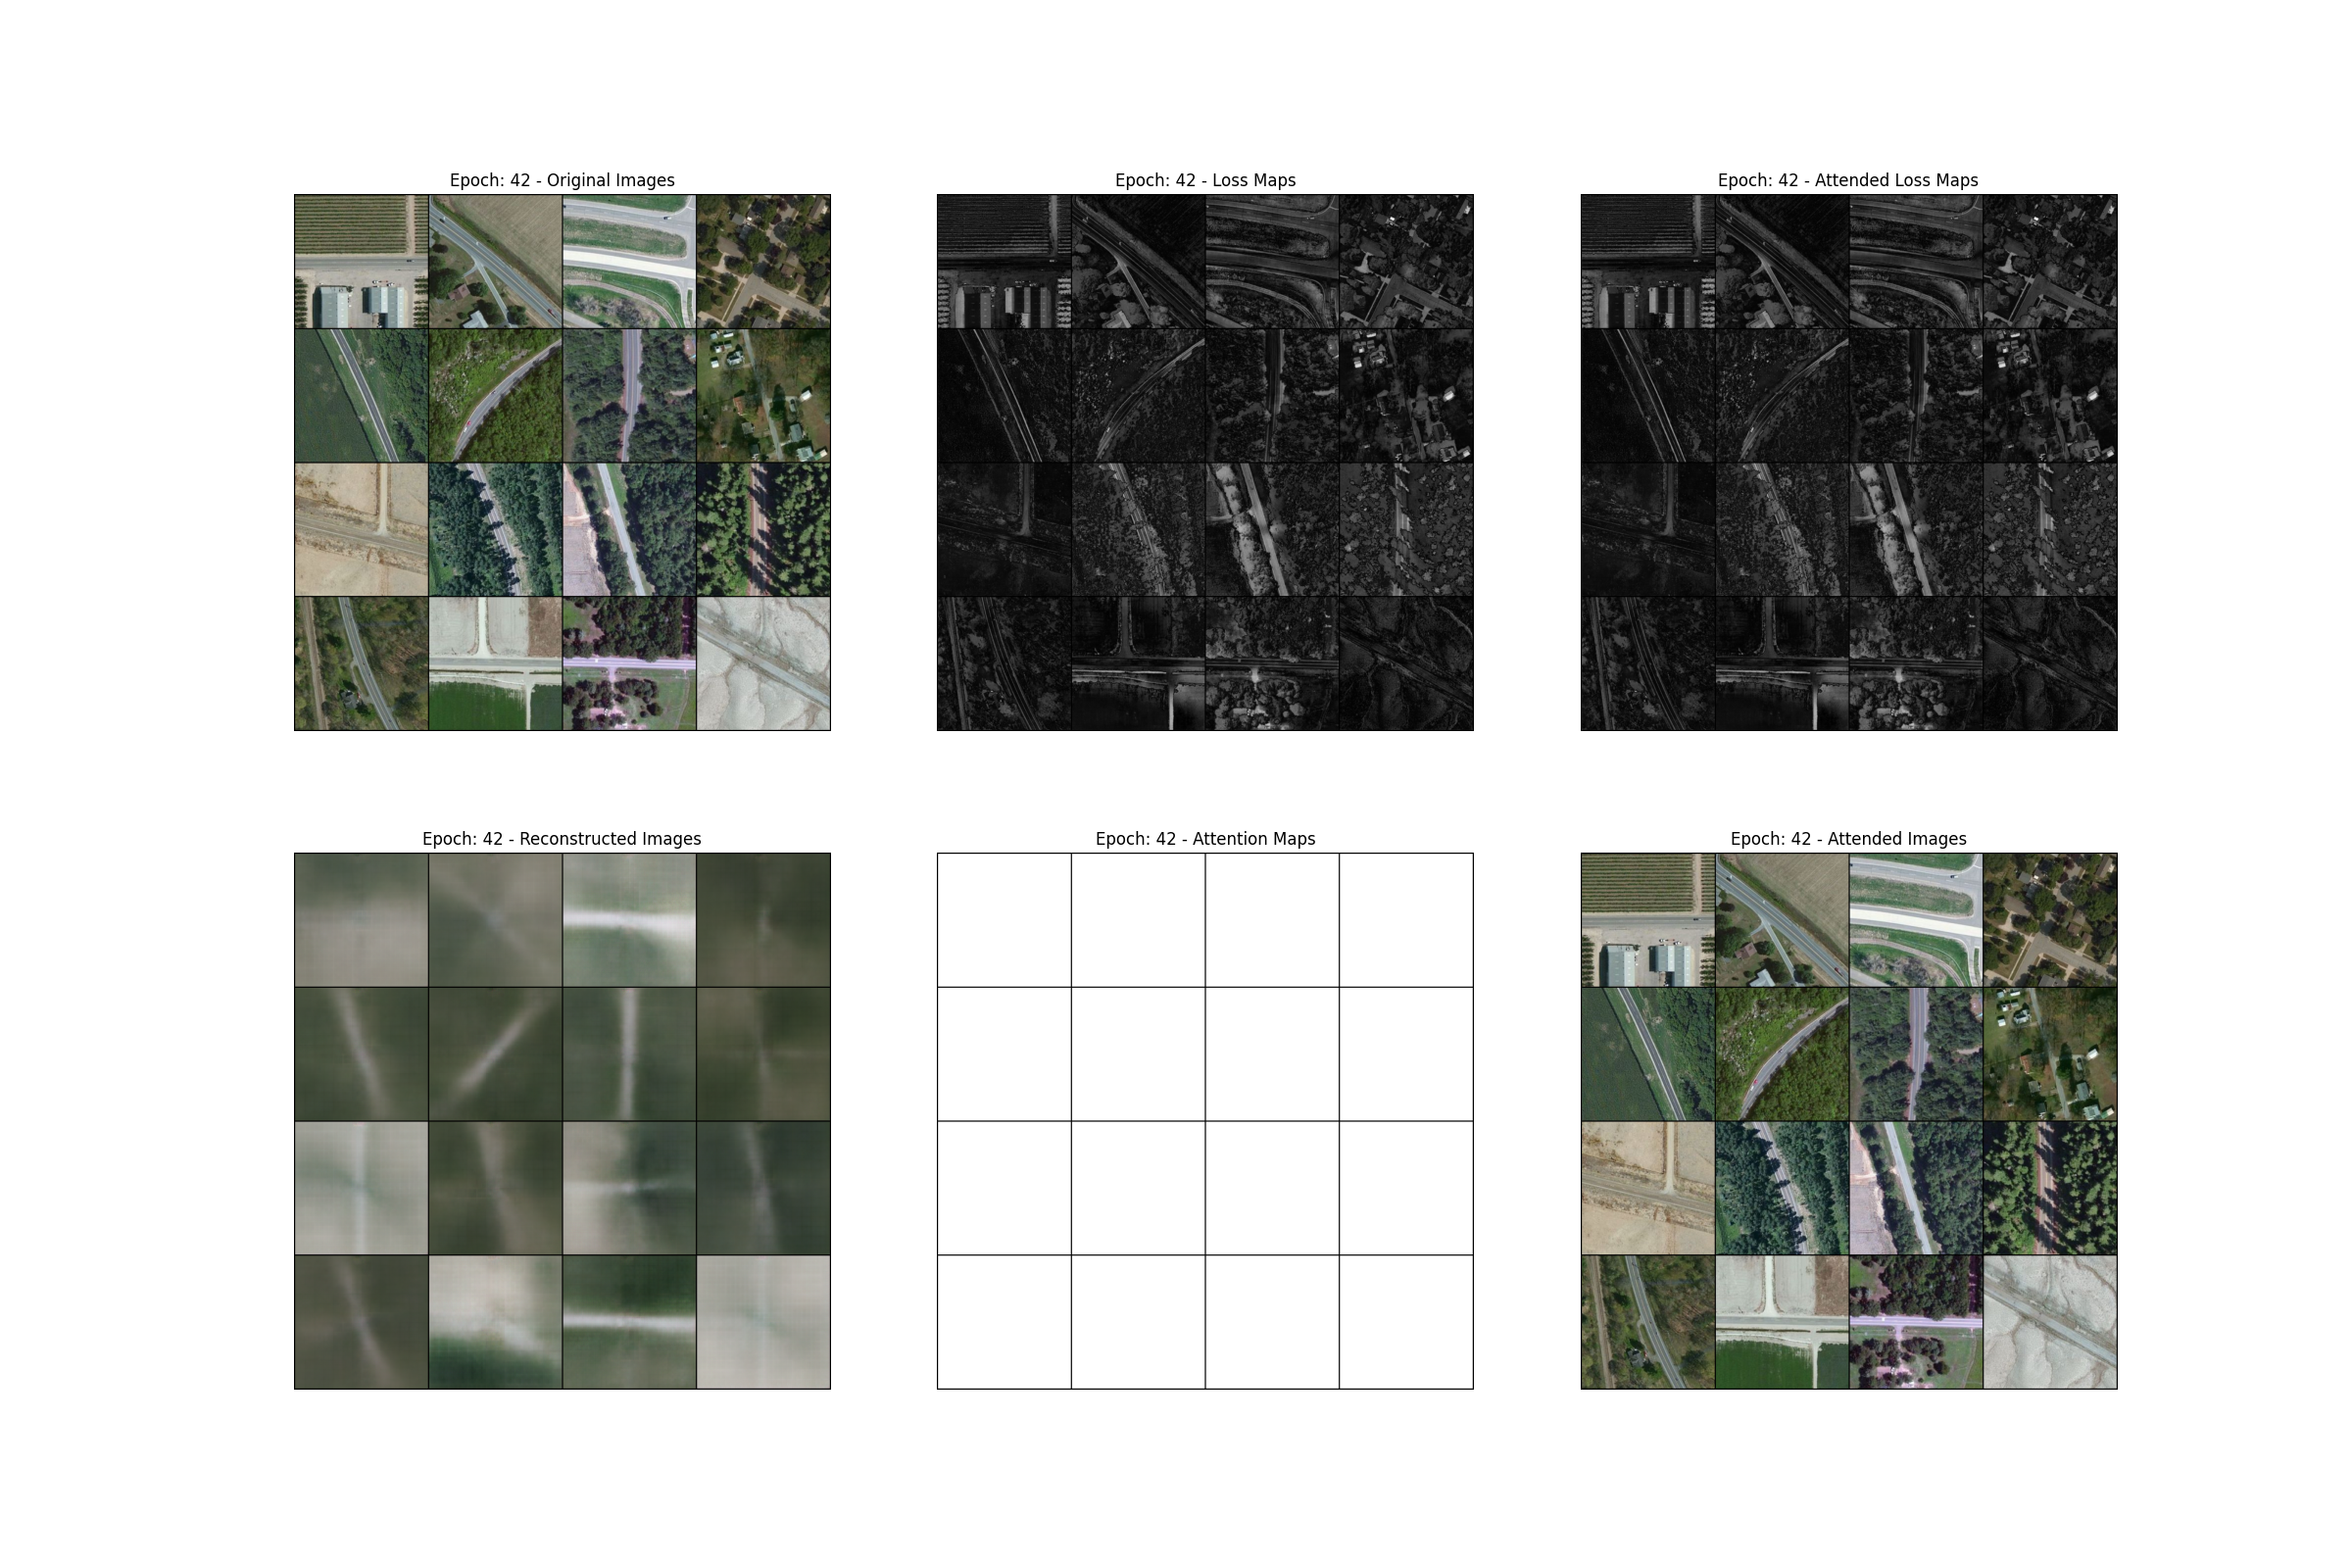 Epoch: 42 - Original Images
Epoch: 42 - Loss Maps
Epoch: 42 - Attended Loss Maps
Epoch: 42 - Reconstructed Images
Epoch: 42 - Attention Maps
Epoch: 42 - Attended Images